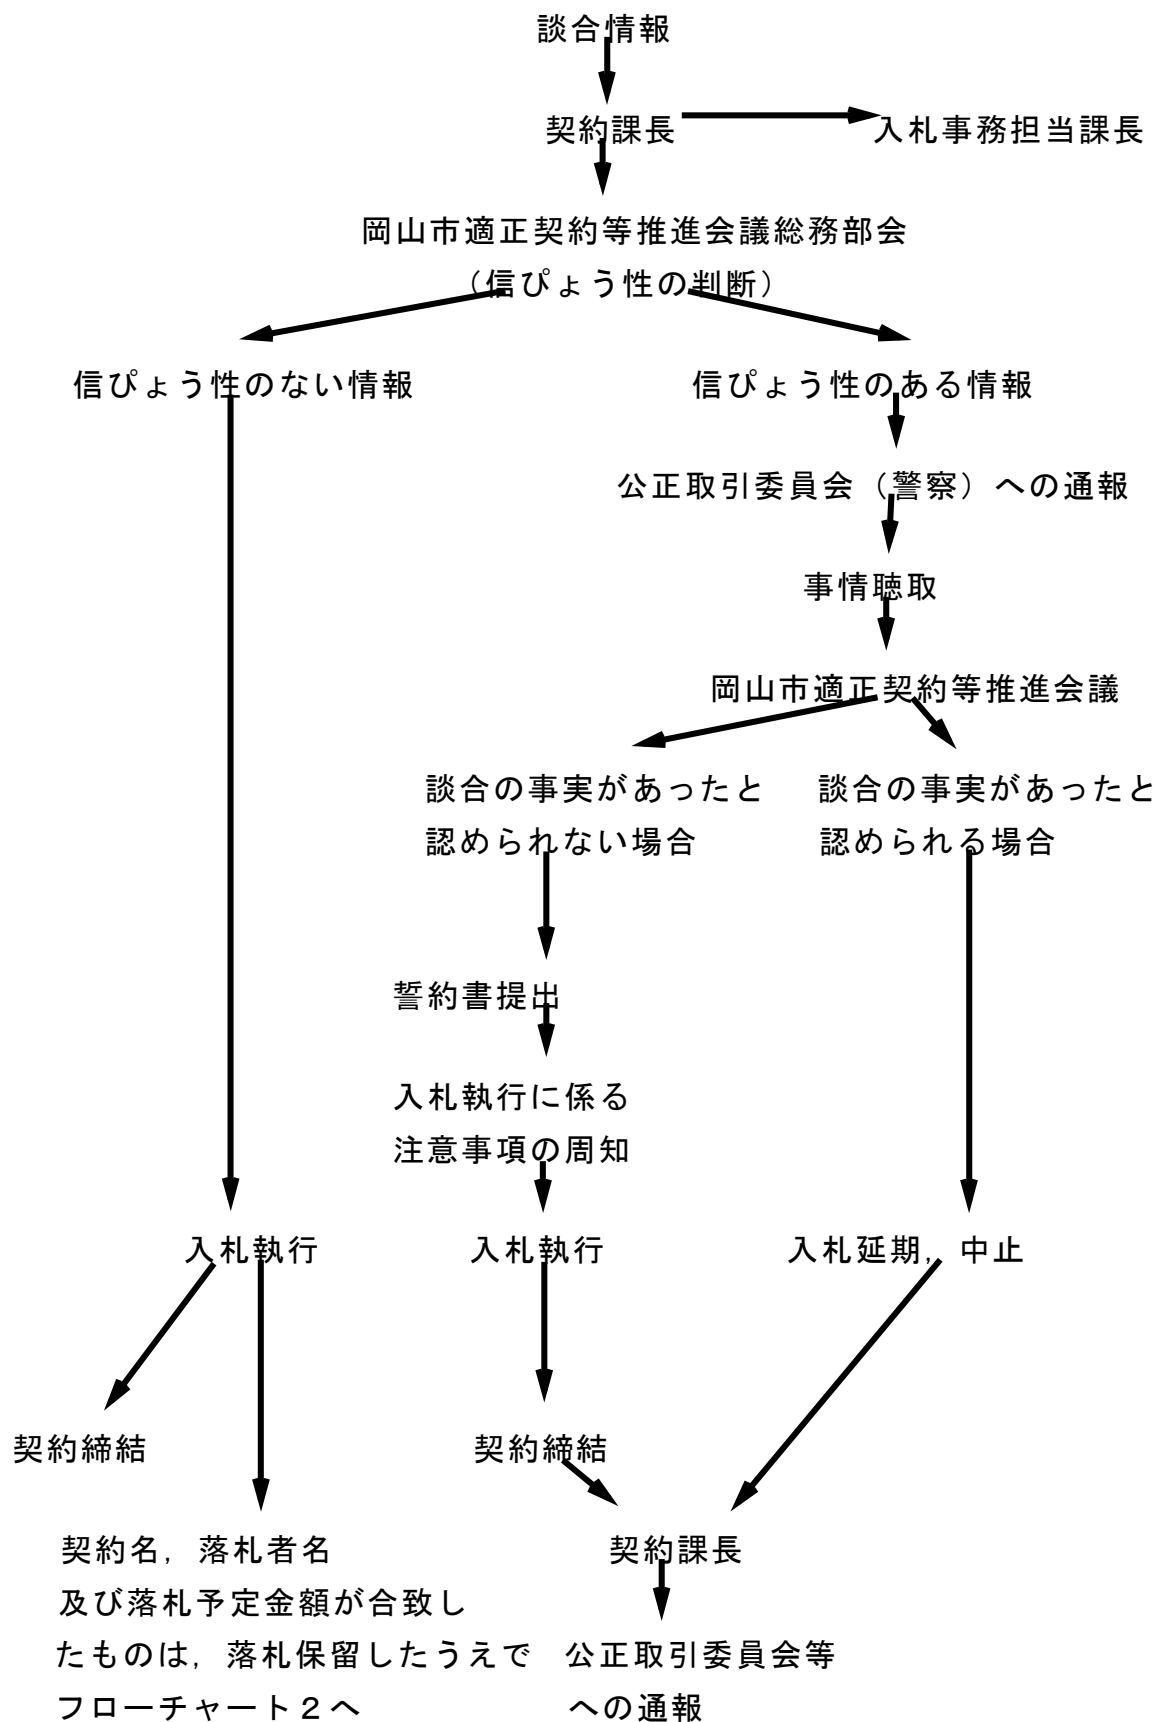 談合情報
契約課長
入札事務担当課長
岡山市適正契約等推進会議総務部会
（信ぴょう性の判断）
信ぴょう性のない情報
信ぴょう性のある情報
公正取引委員会（警察）への通報
事情聴取
岡山市適正契約等推進会議
談合の事実があったと
認められない場合
談合の事実があったと
認められる場合
誓約書提出
入札執行に係る
注意事項の周知
入札執行
入札執行
入札延期，中止
契約締結
契約締結
契約名，落札者名
及び落札予定金額が合致し
たものは，落札保留したうえで
フローチャート２へ
契約課長
公正取引委員会等
への通報